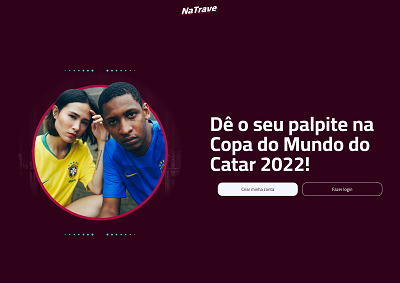 NaTrave
Dê o seu palpite na
Copa do Mundo do
Catar 2022!
Criar minha conta
Fazer login